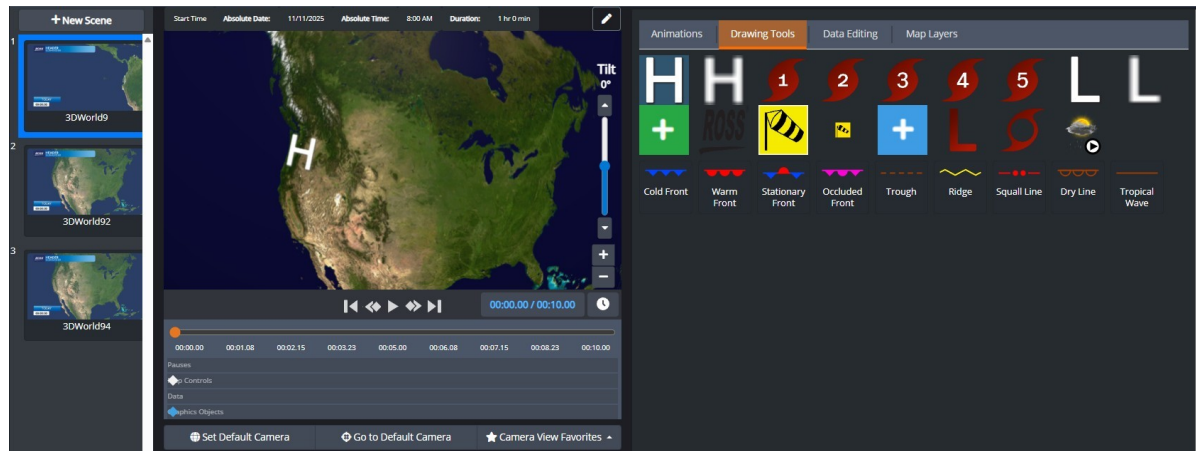 + New Scene
1
3DWorld9
2
3DWorld92
3
3DWorld94
Start Time Absolute Date: 11/11/2025 Absolute Time: 8:00 AM Duration: 1 hr 0 min
Tilt
0°
H
+
−
00:00.00 / 00:10.00
00:00.00 00:01.08 00:02.15 00:03.23 00:05.00 00:06.08 00:07.15 00:08.23 00:10.00
Pauses
p Controls
Data
aphics Objects
Set Default Camera Go to Default Camera Camera View Favorites
Animations Drawing Tools Data Editing Map Layers
H H 1 2 3 4 5 L L
+ ROSS + L
Cold Front Warm Front Stationary Front Occluded Front Trough Ridge Squall Line Dry Line Tropical Wave